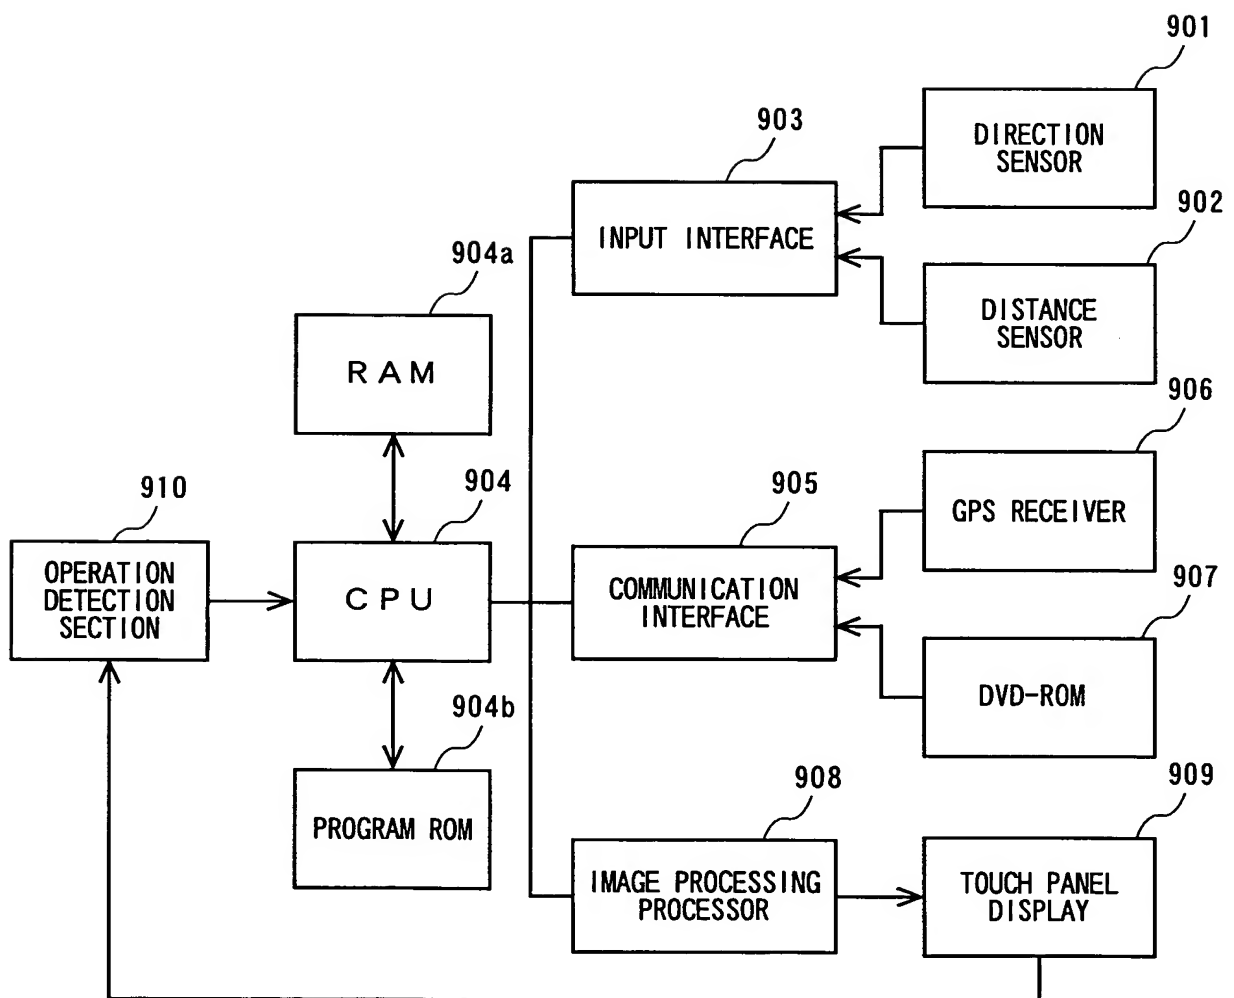 901
DIRECTION
SENSOR
903
INPUT INTERFACE
902
DISTANCE
SENSOR
904a
RAM
906
GPS RECEIVER
910
OPERATION
DETECTION
SECTION
904
CPU
905
COMMUNICATION
INTERFACE
907
DVD-ROM
904b
PROGRAM ROM
908
IMAGE PROCESSING
PROCESSOR
909
TOUCH PANEL
DISPLAY